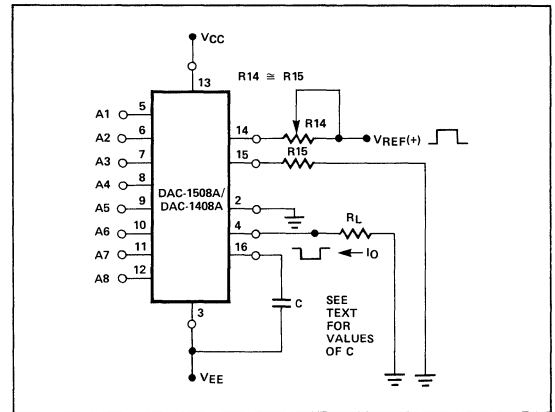 VCC
13
R14 ≅ R15
A1 5
A2 6
A3 7
A4 8
A5 9
A6 10
A7 11
A8 12
DAC-1508A/
DAC-1408A
14
R14
VREF(+)
15
R15
2
4
RL
IO
16
C
SEE
TEXT
FOR
VALUES
OF C
3
VEE